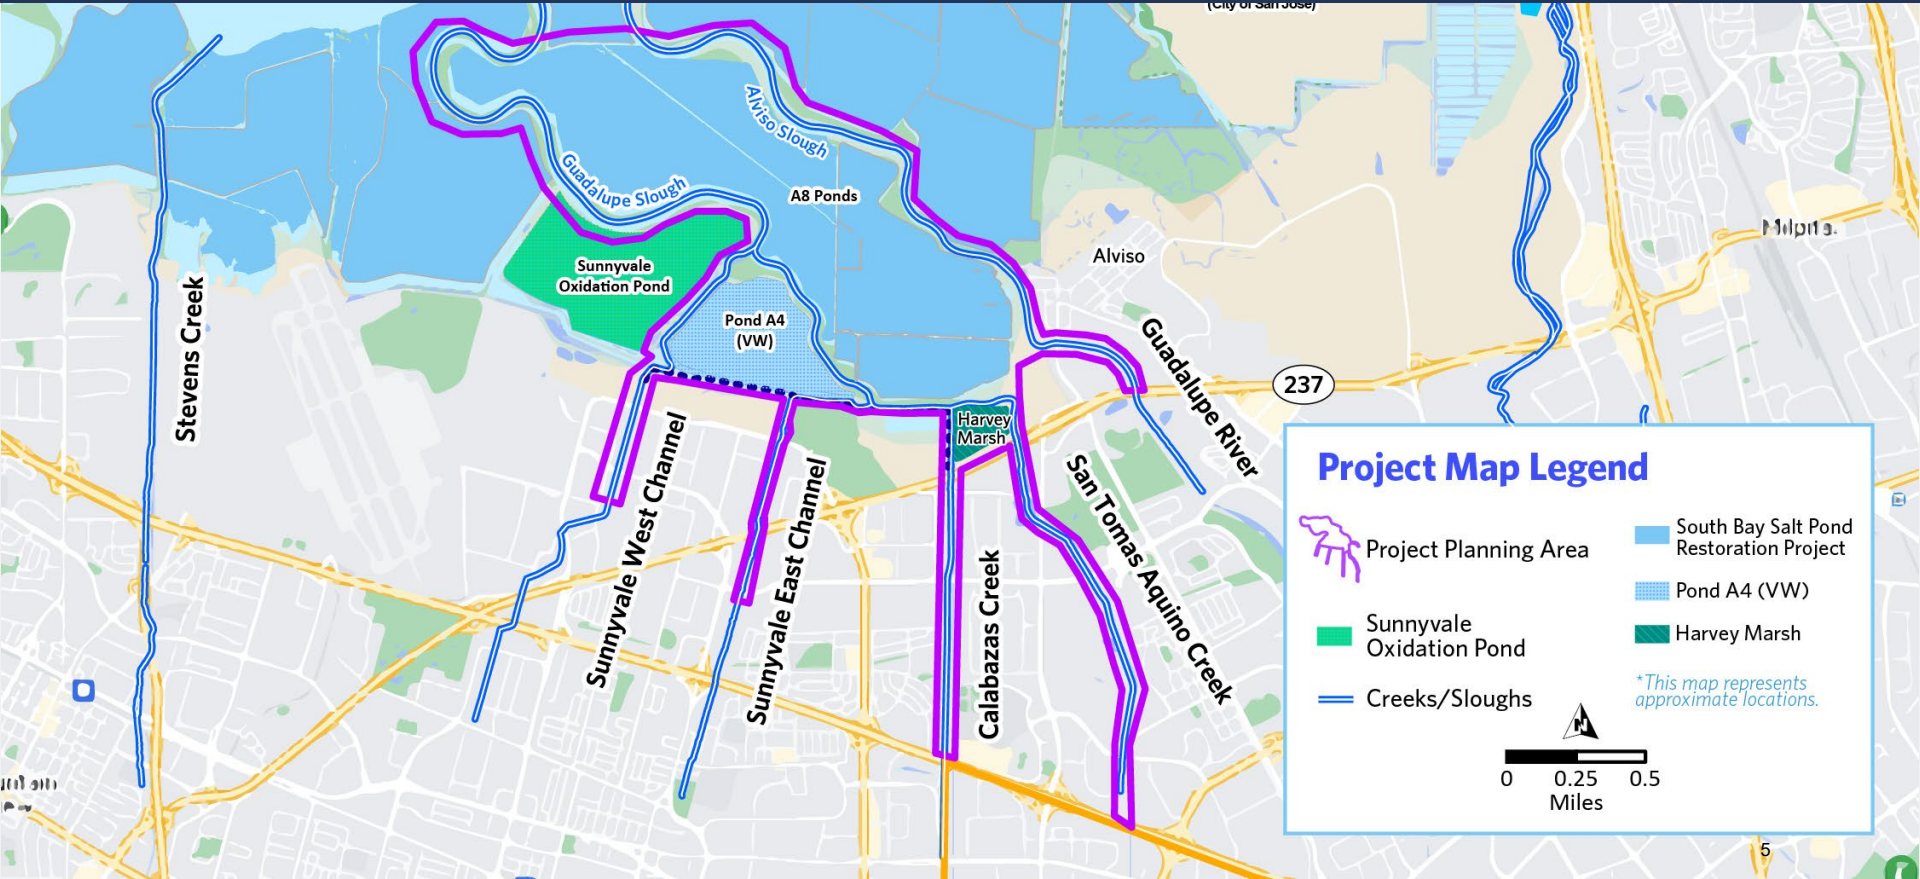 (City of San Jose)
Alviso Slough
Guadalupe Slough
A8 Ponds
Alviso
Sunnyvale
Oxidation Pond
Pond A4
(VW)
Stevens Creek
Guadalupe River
237
Harvey
Marsh
Sunnyvale West Channel
Sunnyvale East Channel
Calabazas Creek
San Tomas Aquino Creek
Project Map Legend
Project Planning Area
Sunnyvale
Oxidation Pond
Creeks/Sloughs
South Bay Salt Pond
Restoration Project
Pond A4 (VW)
Harvey Marsh
*This map represents
approximate locations.
N
0 0.25 0.5
Miles
5